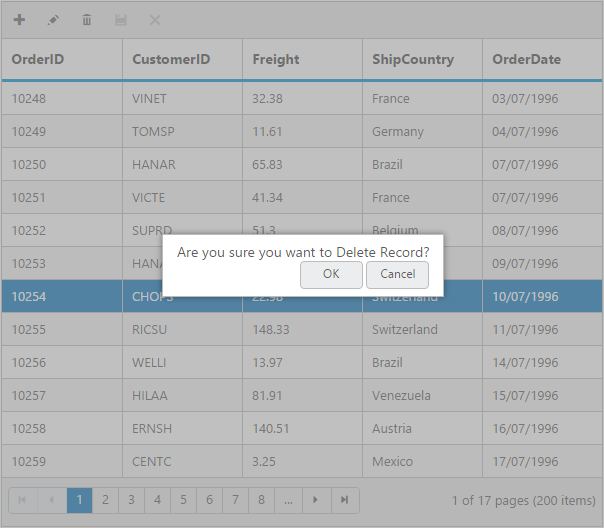 OrderID CustomerID Freight ShipCountry OrderDate
10248 VINET 32.38 France 03/07/1996
10249 TOMSP 11.61 Germany 04/07/1996
10250 HANAR 65.83 Brazil 07/07/1996
10251 VICTE 41.34 France 07/07/1996
10252 SUPRD 51.3 Belgium 08/07/1996
Are you sure you want to Delete Record?
10253 09/07/1996
OK Cancel
10254 CHOPS 22.98 Switzerland 10/07/1996
10255 RICSU 148.33 Switzerland 11/07/1996
10256 WELLI 13.97 Brazil 14/07/1996
10257 HILAA 81.91 Venezuela 15/07/1996
10258 ERNSH 140.51 Austria 16/07/1996
10259 CENTC 3.25 Mexico 17/07/1996
1 2 3 4 5 6 7 8 ... 1 of 17 pages (200 items)